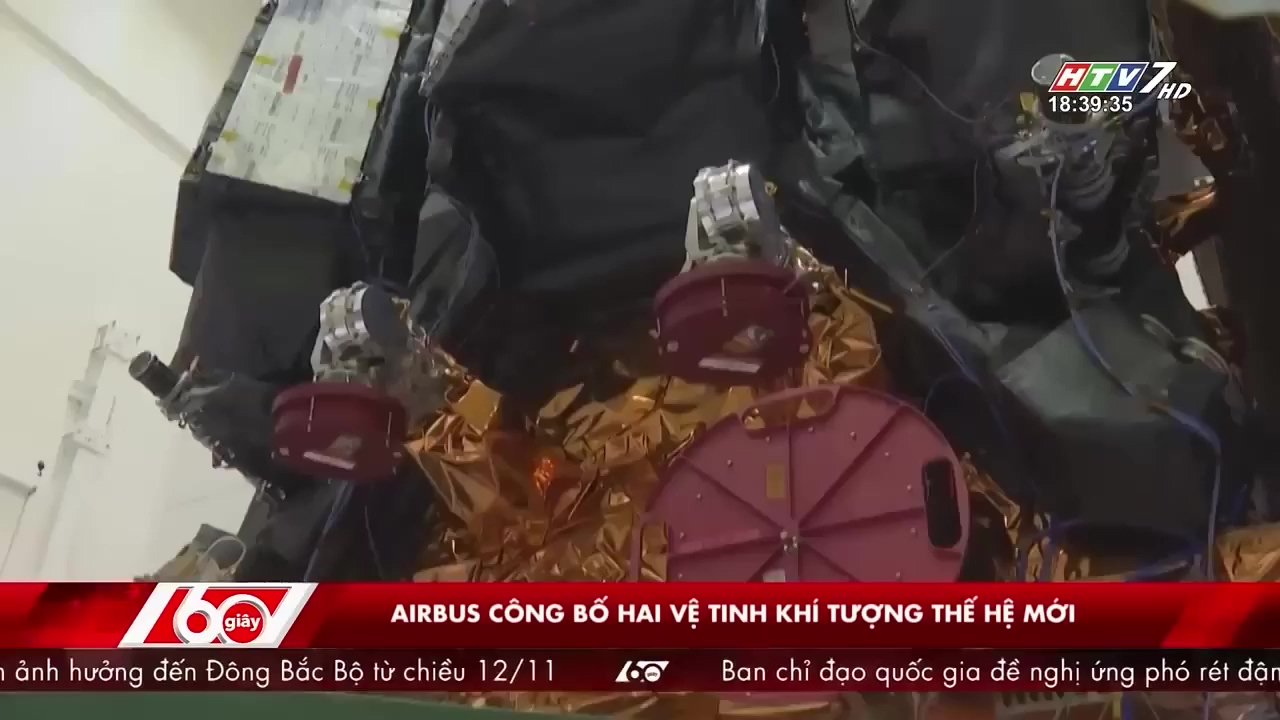 HTV7 HD
18:39:35
60 giây
AIRBUS CÔNG BỐ HAI VỆ TINH KHÍ TƯỢNG THẾ HỆ MỚI
ảnh hưởng đến Đông Bắc Bộ từ chiều 12/11 60 giây Ban chỉ đạo quốc gia đề nghị ứng phó rét